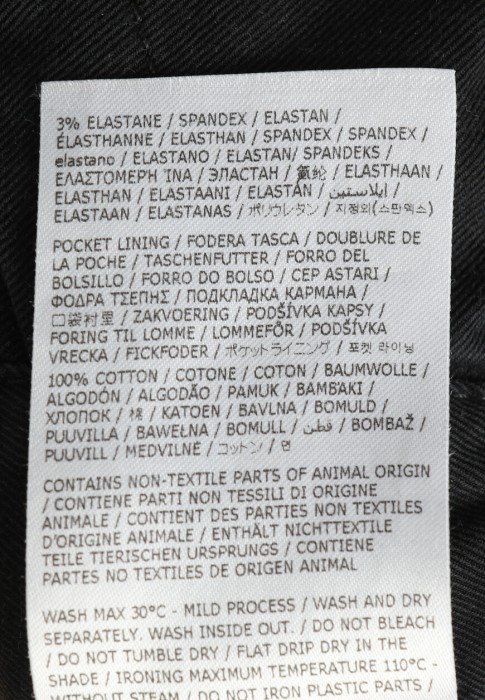 3% ELASTANE / SPANDEX / ELASTAN /
ÉLASTHANNE / ELASTHAN / SPANDEX / SPANDEX /
elastano / ELASTANO / ELASTAN/ SPANDEKS /
ΕΛΑΣΤΟΜΕΡΉ ΊΝΑ / ЭЛАСТАН / 氨纶 / ELASTHAAN /
ELASTHAN / ELASTAANI / ELASTÁN / ايلاستين /
ELASTAAN / ELASTANAS / ポリウレタン / 지정외(스판덱스)
POCKET LINING / FODERA TASCA / DOUBLURE DE
LA POCHE / TASCHENFUTTER / FORRO DEL
BOLSILLO / FORRO DO BOLSO / CEP ASTARI /
ΦΟΔΡΑ ΤΣΕΠΗΣ / ПОДКЛАДКА КАРМАНА /
口袋衬里 / ZAKVOERING / PODŠÍVKA KAPSY /
FORING TIL LOMME / LOMMEFÔR / PODŠÍVKA
VRECKA / FICKFODER / ポケットライニング / 포켓 라이닝
100% COTTON / COTONE / COTON / BAUMWOLLE /
ALGODÓN / ALGODÃO / PAMUK / ΒΑΜΒΆΚΙ /
ХЛОПОК / 棉 / KATOEN / BAVLNA / BOMULD /
PUUVILLA / BAWEŁNA / BOMULL / قطن / BOMBAŽ /
PUUVILL / MEDVILNĖ / コットン / 면
CONTAINS NON-TEXTILE PARTS OF ANIMAL ORIGIN
/ CONTIENE PARTI NON TESSILI DI ORIGINE
ANIMALE / CONTIENT DES PARTIES NON TEXTILES
D'ORIGINE ANIMALE / ENTHÄLT NICHTTEXTILE
TEILE TIERISCHEN URSPRUNGS / CONTIENE
PARTES NO TEXTILES DE ORIGEN ANIMAL
WASH MAX 30°C - MILD PROCESS / WASH AND DRY
SEPARATELY. WASH INSIDE OUT. / DO NOT BLEACH
/ DO NOT TUMBLE DRY / FLAT DRIP DRY IN THE
SHADE / IRONING MAXIMUM TEMPERATURE 110°C -
WITHOUT STEAM / DO NOT IRON PLASTIC PARTS /